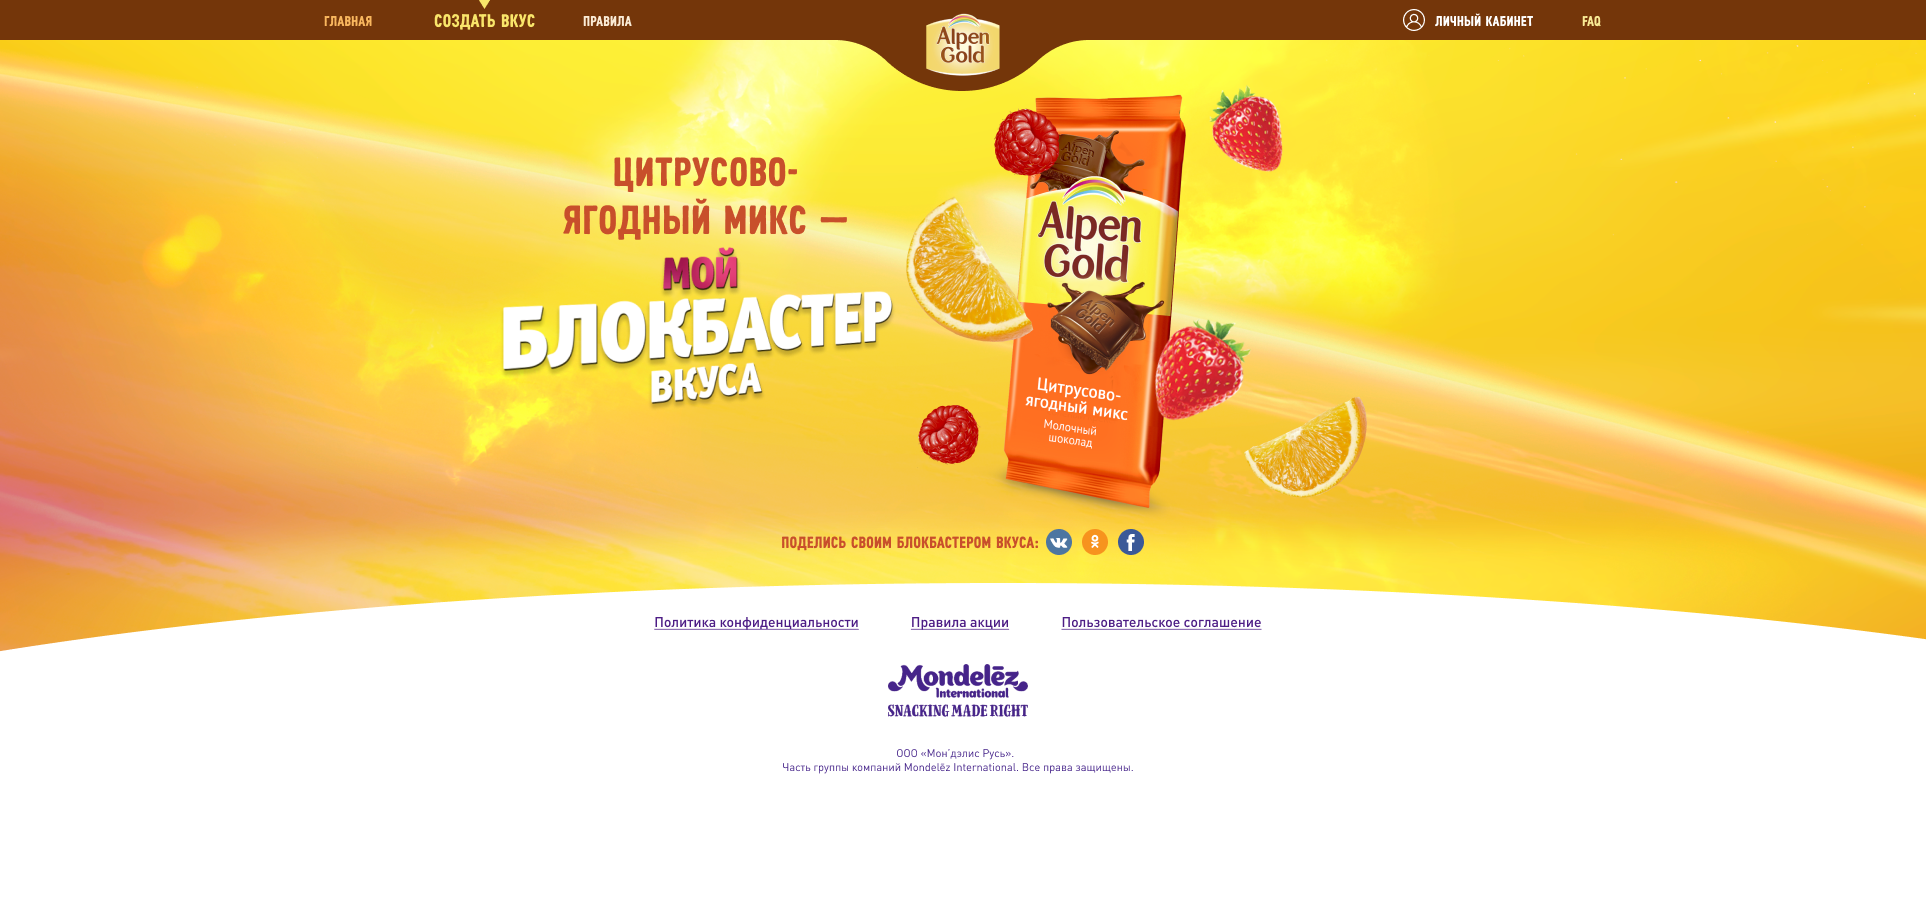 ГЛАВНАЯ
СОЗДАТЬ ВКУС
ПРАВИЛА
Alpen
Gold
ЛИЧНЫЙ КАБИНЕТ
FAQ
ЦИТРУСОВО-
ЯГОДНЫЙ МИКС —
МОЙ
БЛОКБАСТЕР
ВКУСА
Alpen
Gold
Alpen
Gold
Alpen
Gold
Цитрусово-
ягодный микс
Молочный
шоколад
ПОДЕЛИСЬ СВОИМ БЛОКБАСТЕРОМ ВКУСА:
Политика конфиденциальности
Правила акции
Пользовательское соглашение
Mondelēz
International
SNACKING MADE RIGHT
ООО «Мон'дэлис Русь».
Часть группы компаний Mondelēz International. Все права защищены.